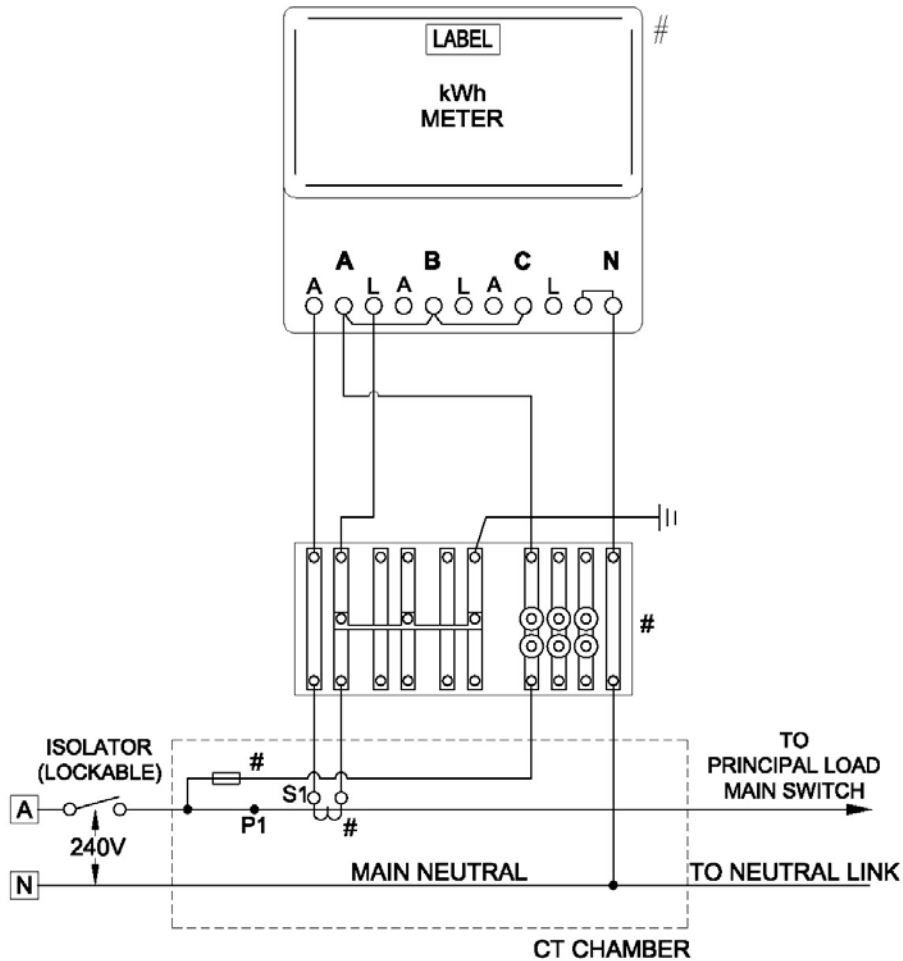 #
LABEL
kWh
METER
A B C N
A L A L A L
#
ISOLATOR
(LOCKABLE)
#
TO
PRINCIPAL LOAD
MAIN SWITCH
S1
A
P1
#
240V
N
MAIN NEUTRAL
TO NEUTRAL LINK
CT CHAMBER